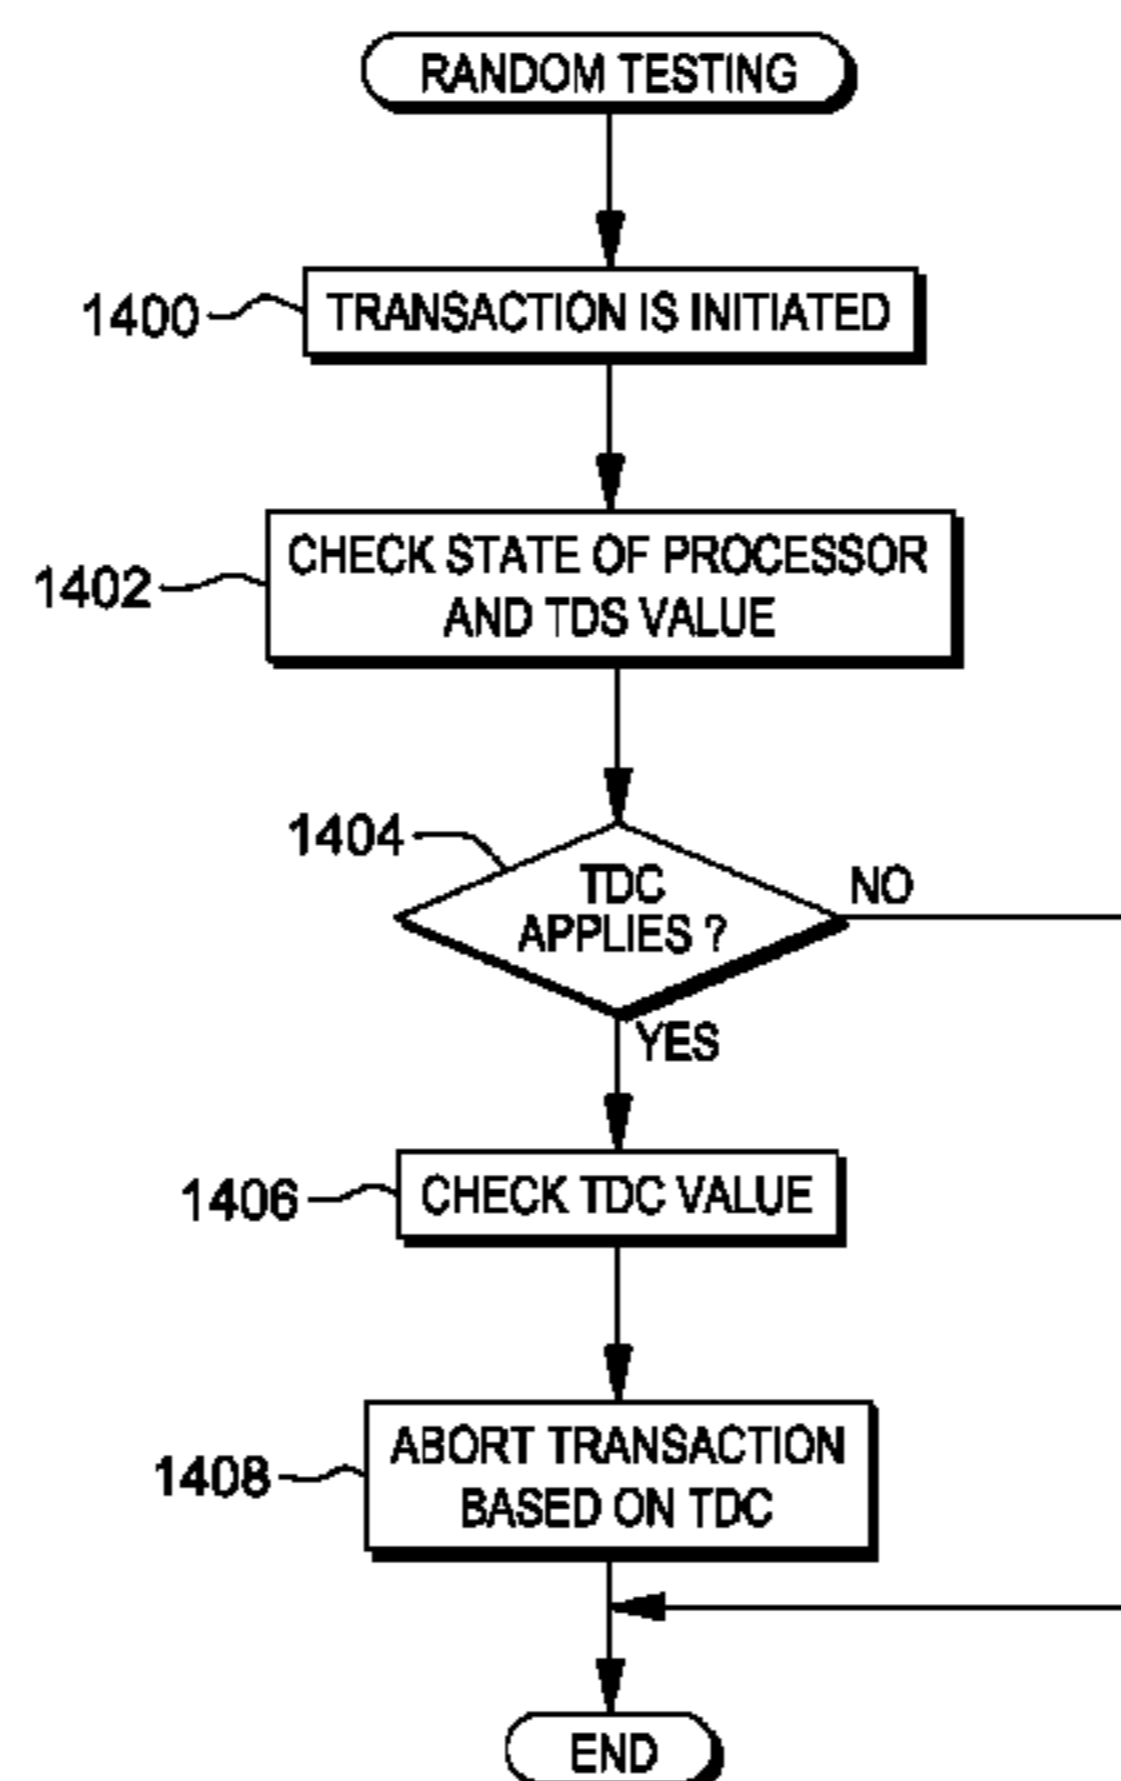 RANDOM TESTING
1400
TRANSACTION IS INITIATED
1402
CHECK STATE OF PROCESSOR
AND TDS VALUE
1404
TDC
APPLIES ?
NO
YES
1406
CHECK TDC VALUE
1408
ABORT TRANSACTION
BASED ON TDC
END